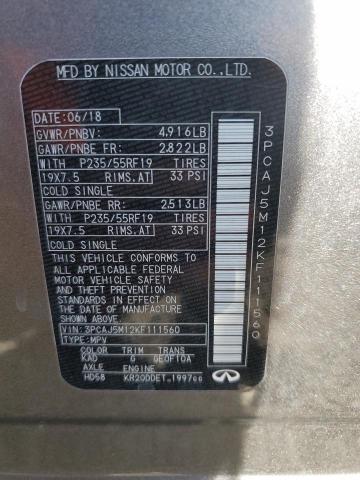 MFD BY NISSAN MOTOR CO.,LTD.
DATE: 06/18
GVWR/PNBV: 4,916LB
GAWR/PNBE FR: 2,822LB
WITH P235/55RF19 TIRES
19X7.5 RIMS.AT 33 PSI
COLD SINGLE
GAWR/PNBE RR: 2,513LB
WITH P235/55RF19 TIRES
19X7.5 RIMS.AT 33 PSI
COLD SINGLE
THIS VEHICLE CONFORMS TO
ALL APPLICABLE FEDERAL
MOTOR VEHICLE SAFETY
STANDARDS IN EFFECT
ON THE DATE OF
MANUFACTURE SHOWN
ABOVE.
VIN: 3PCAJ5M12KF111560
TYPE: MPV
COLOR TRIM TRANS
KAD G GE0F10A
AXLE ENGINE
HD58 KR20DDET 1997cc
INFINITI
3PCAJ5M12KF111560